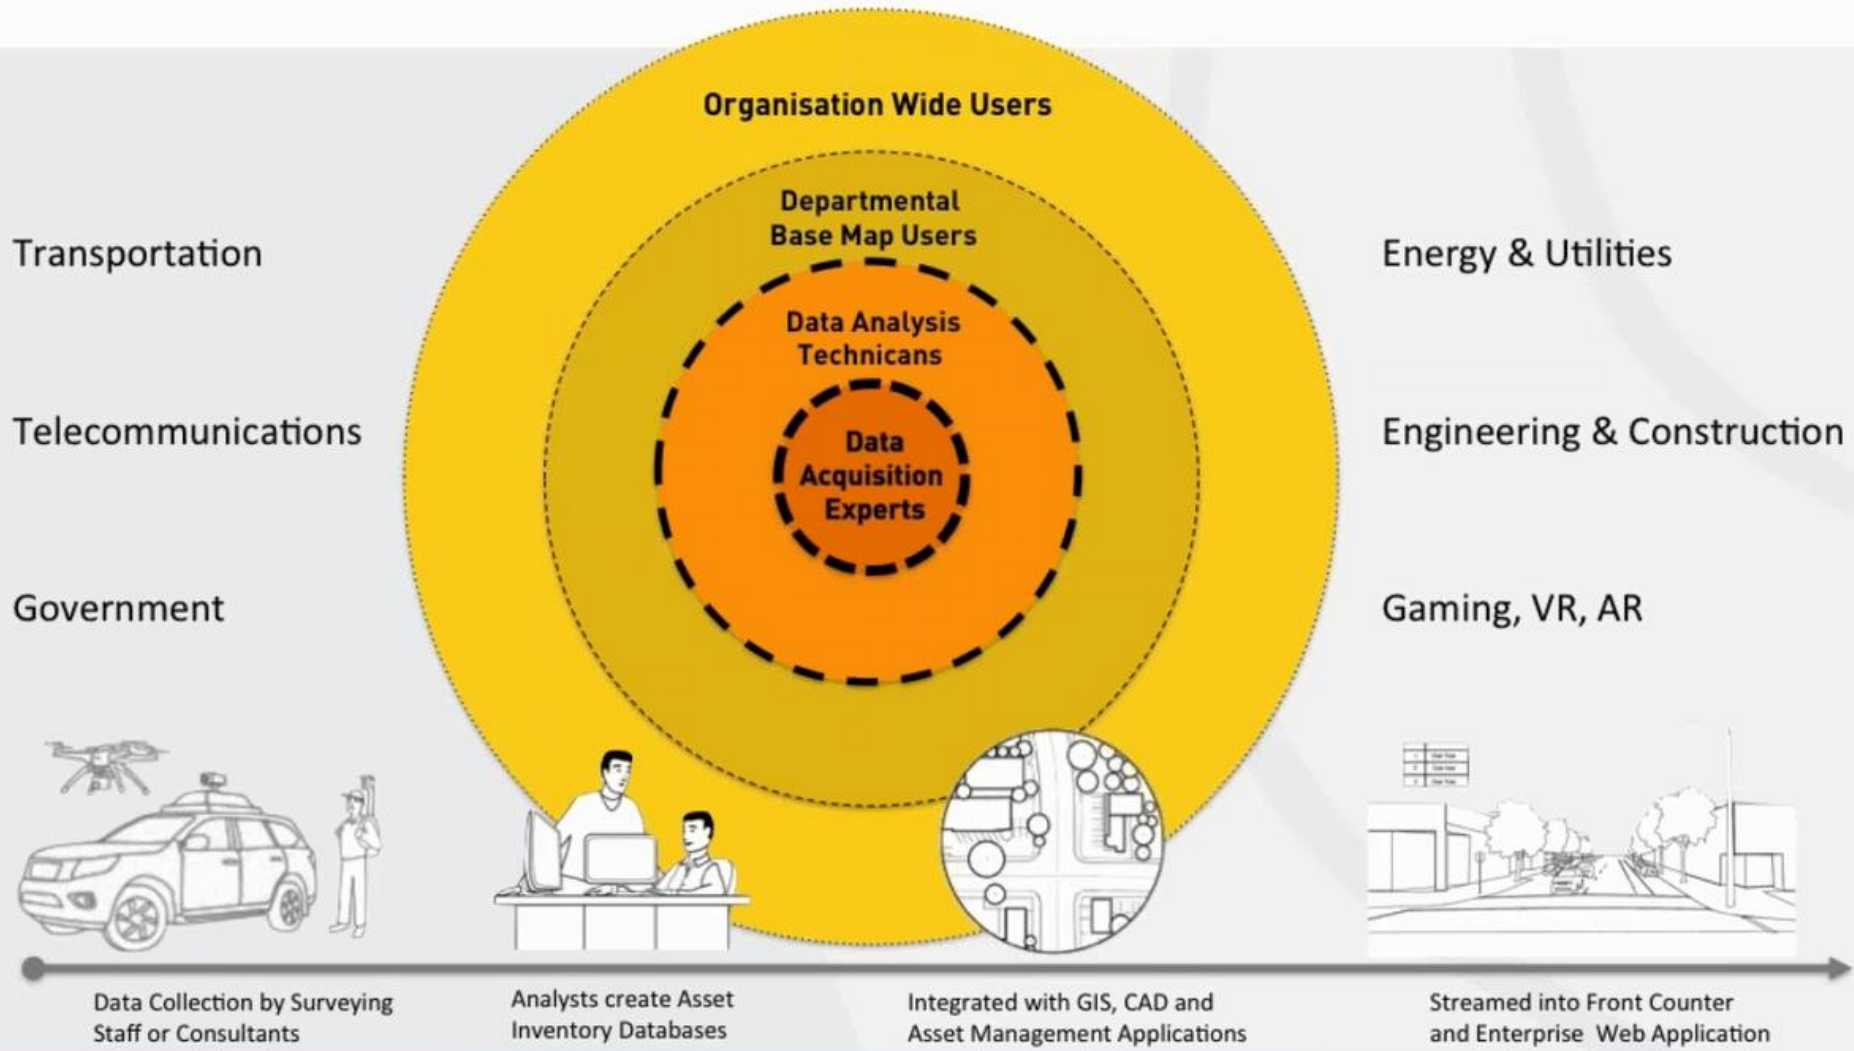 Organisation Wide Users
Departmental
Base Map Users
Data Analysis
Technicans
Data
Acquisition
Experts
Transportation
Telecommunications
Government
Energy & Utilities
Engineering & Construction
Gaming, VR, AR
Data Collection by Surveying
Staff or Consultants
Analysts create Asset
Inventory Databases
Integrated with GIS, CAD and
Asset Management Applications
Streamed into Front Counter
and Enterprise Web Application